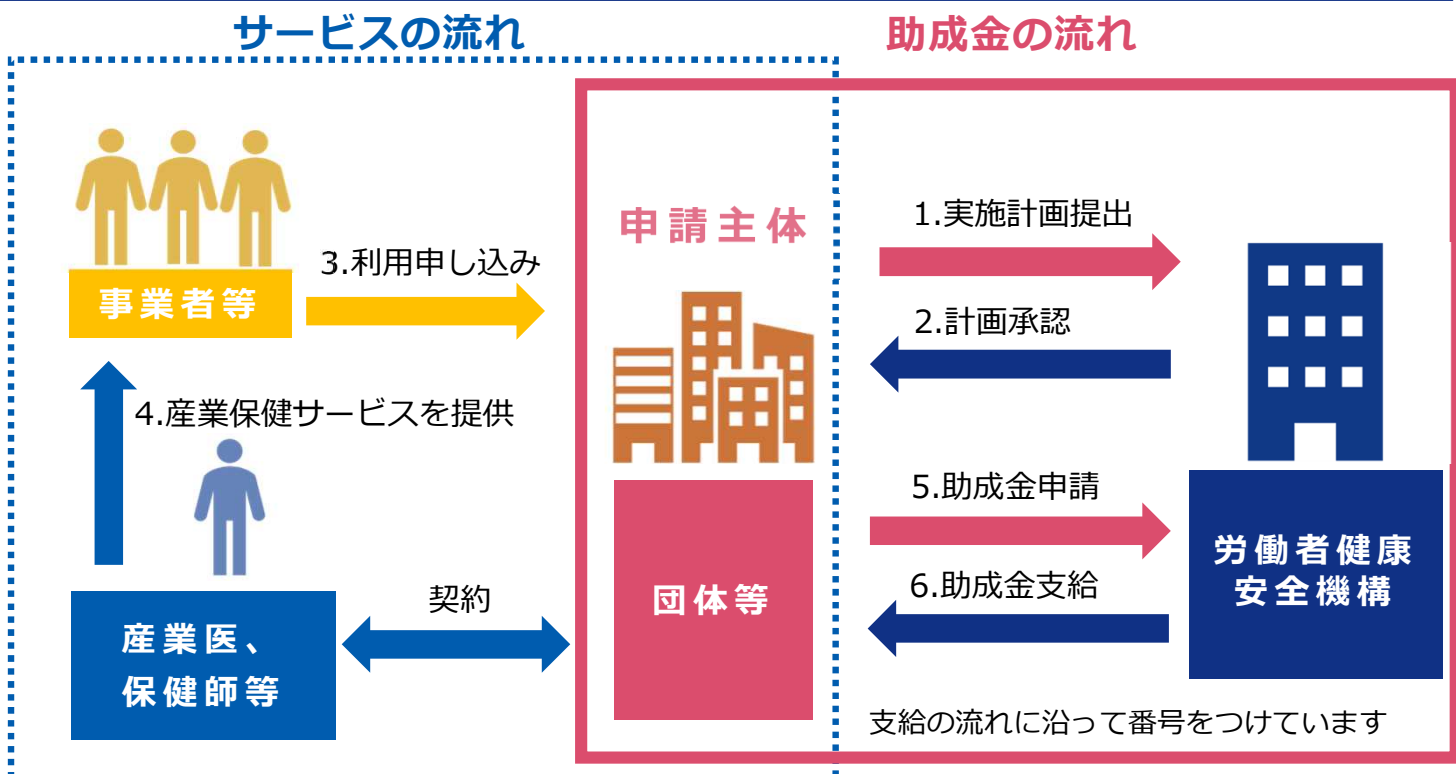 サービスの流れ
助成金の流れ
申請主体
1.実施計画提出
3.利用申し込み
事業者等
2.計画承認
4.産業保健サービスを提供
5.助成金申請
労働者健康
安全機構
契約
団体等
6.助成金支給
産業医、
保健師等
支給の流れに沿って番号をつけています